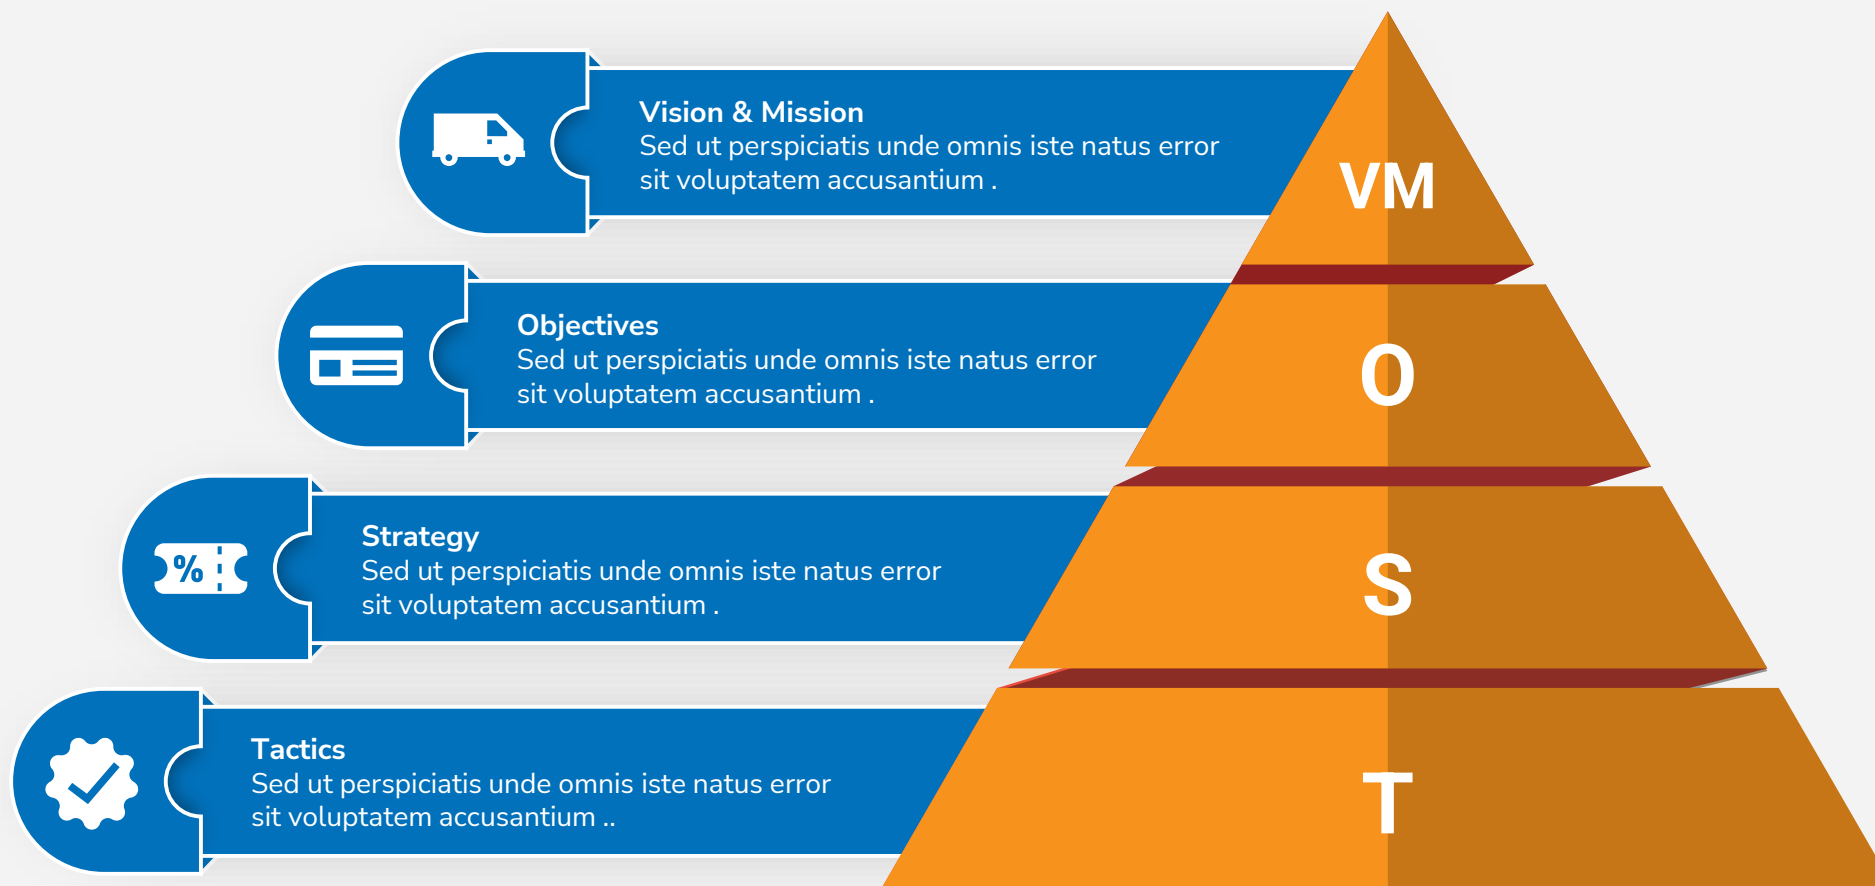 Vision & Mission
Sed ut perspiciatis unde omnis iste natus error
sit voluptatem accusantium .
VM
Objectives
Sed ut perspiciatis unde omnis iste natus error
sit voluptatem accusantium .
O
Strategy
Sed ut perspiciatis unde omnis iste natus error
sit voluptatem accusantium .
%
S
Tactics
Sed ut perspiciatis unde omnis iste natus error
sit voluptatem accusantium ..
T